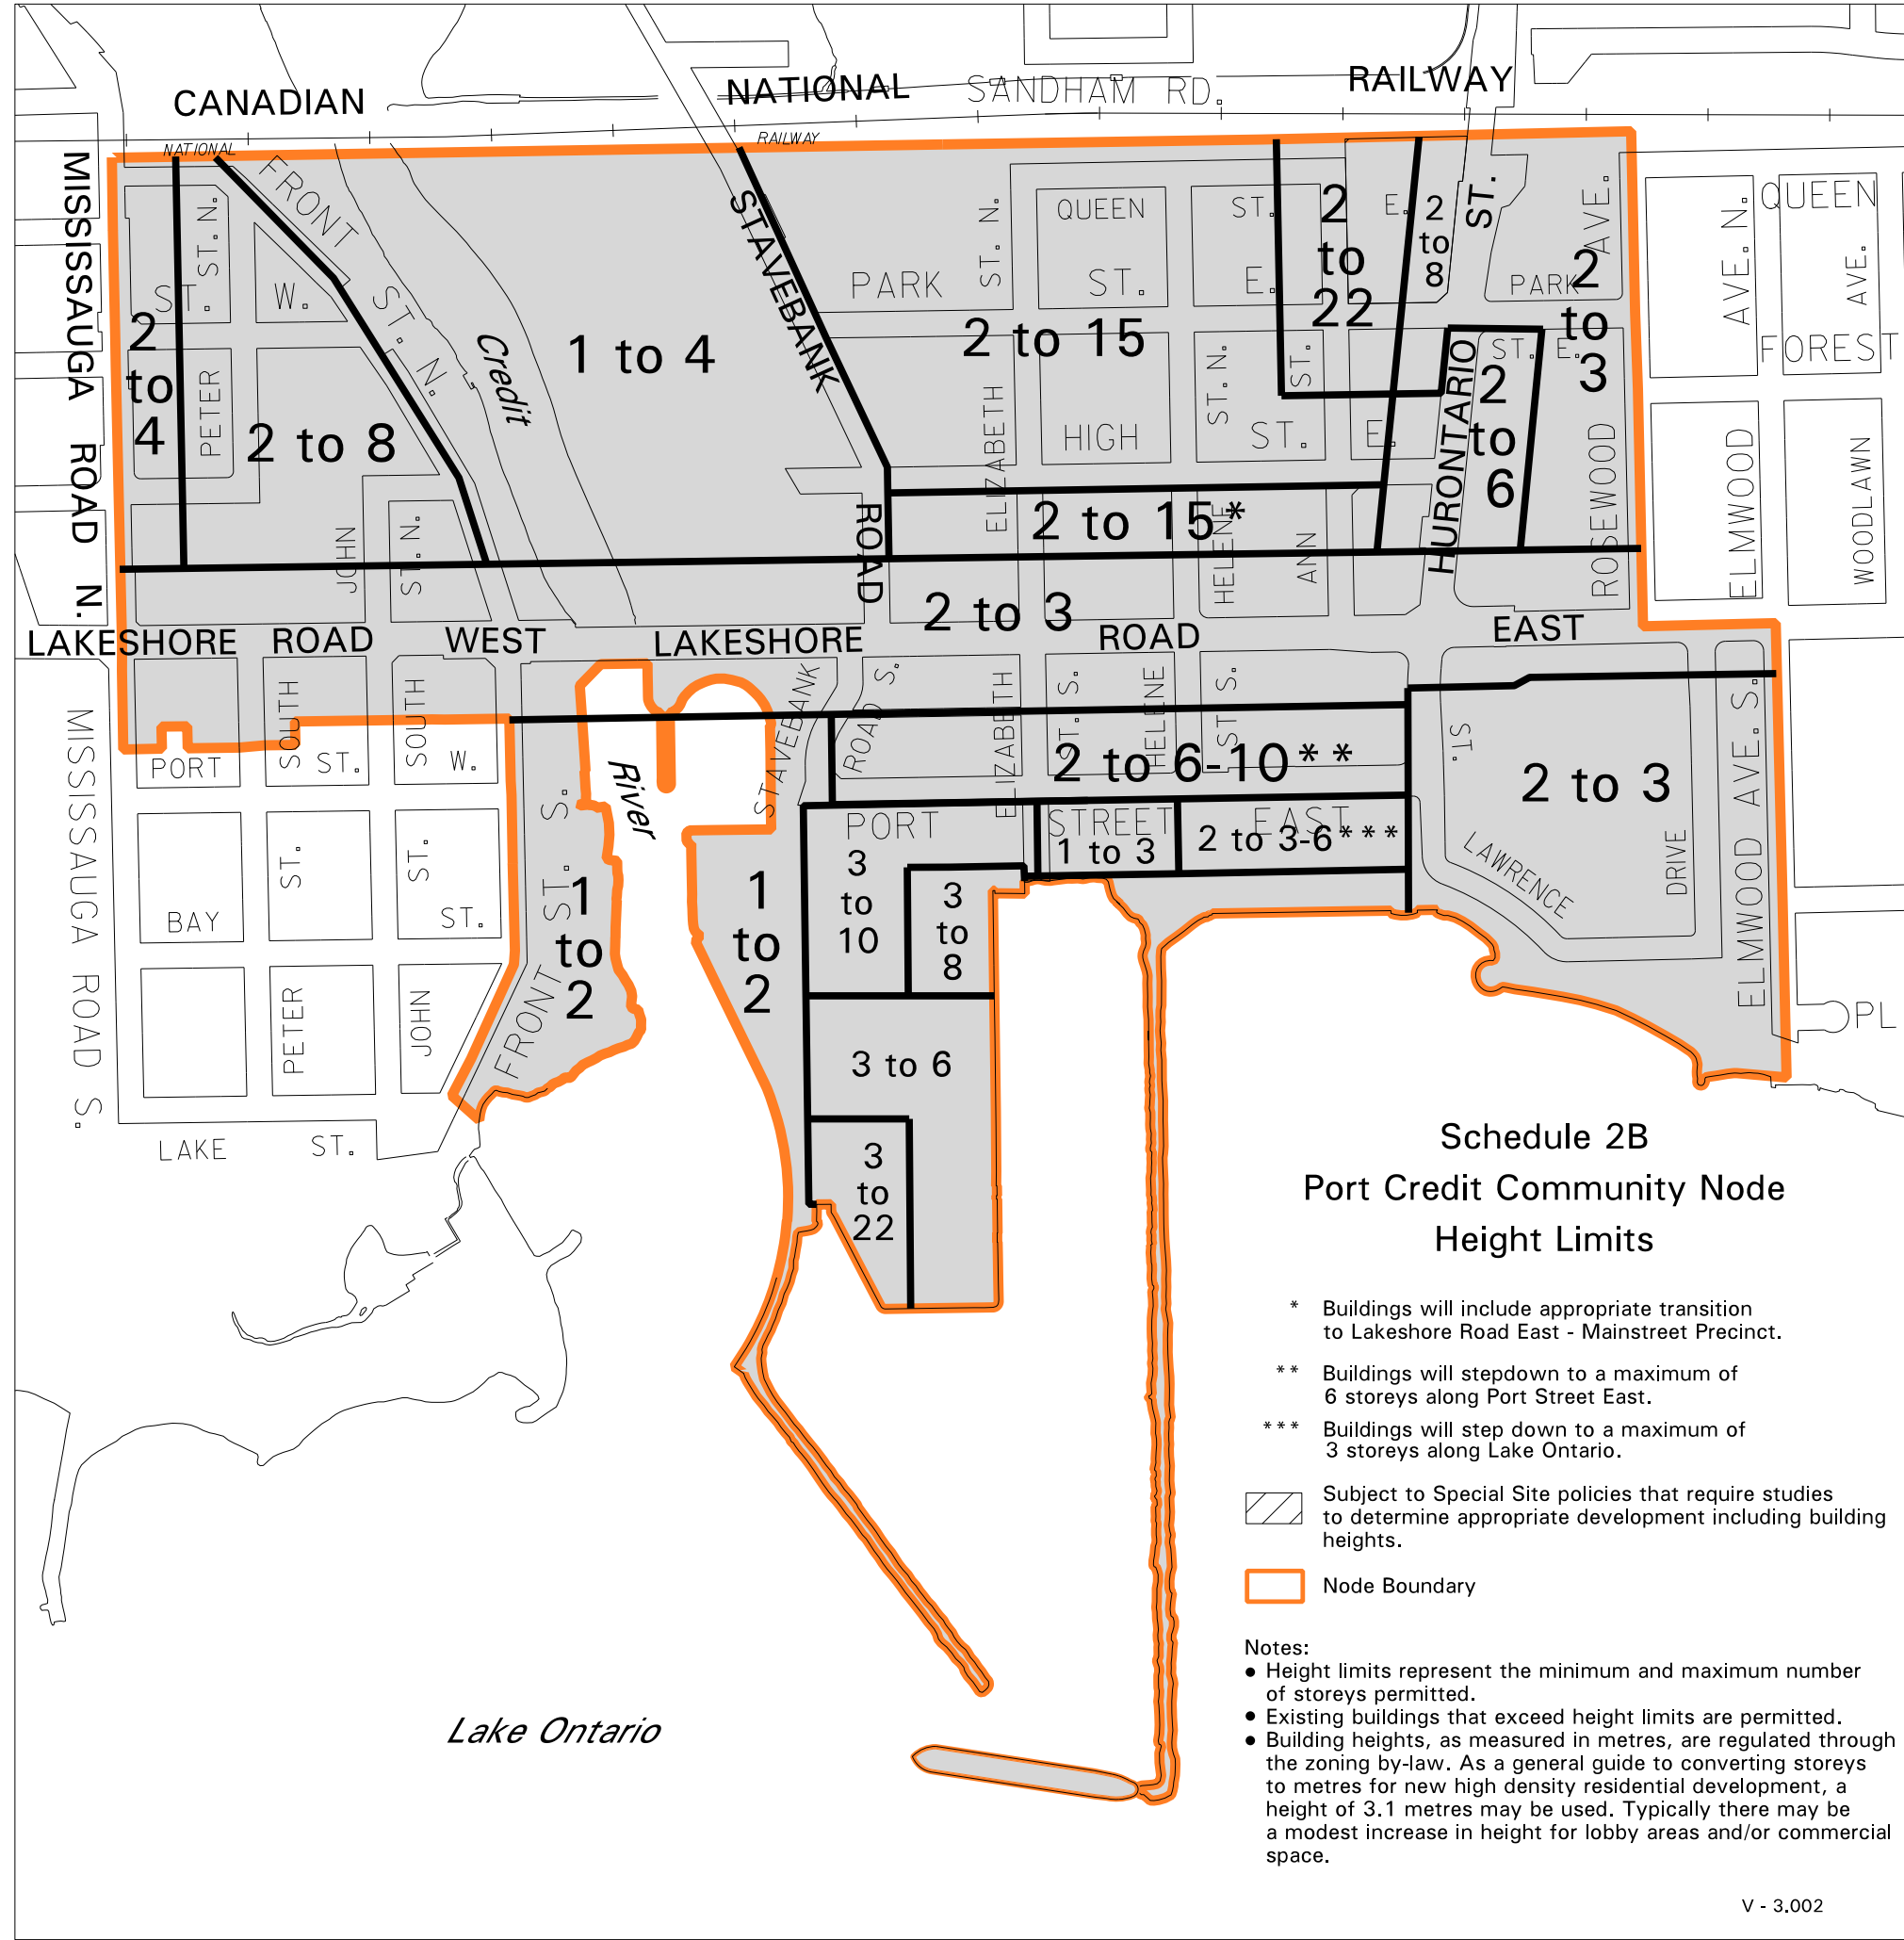 CANADIAN
NATIONAL
SANDHAM RD.
RAILWAY
NATIONAL
RAILWAY
MISSISSAUGA ROAD N.
FRONT ST. N.
STAVEBANK ROAD
ST. N.
QUEEN
ST.
E.
2
to
22
2
to
8
ST.
AVE.
AVE. N.
QUEEN
AVE.
ST. N.
ST.
W.
PARK
ST. N.
ST.
E.
PARK
2
to
3
FOREST
2
to
4
PETER
2 to 8
Credit
1 to 4
2 to 15
ELIZABETH
HIGH
ST. N.
ST.
ST.
E.
HURONTARIO
ST. E.
2
to
6
ROSEWOOD
ELMWOOD
WOODLAWN
JOHN
ST. N.
2 to 15*
HELENE
ANN
2 to 3
LAKESHORE ROAD WEST
LAKESHORE ROAD EAST
MISSISSAUGA ROAD S.
SOUTH
SOUTH
PORT
ST.
W.
River
STAVEBANK
ROAD S.
ELIZABETH
ST. S.
HELENE
ST. S.
2 to 6-10**
ST.
2 to 3
ELMWOOD AVE. S.
PORT STREET EAST
1 to 3
2 to 3-6***
LAWRENCE
DRIVE
ST.
ST.
BAY
ST.
FRONT ST. S.
1
to
2
1
to
2
3
to
10
3
to
8
PETER
JOHN
PL
3 to 6
LAKE
ST.
3
to
22
Schedule 2B
Port Credit Community Node
Height Limits
* Buildings will include appropriate transition
to Lakeshore Road East - Mainstreet Precinct.
** Buildings will stepdown to a maximum of
6 storeys along Port Street East.
*** Buildings will step down to a maximum of
3 storeys along Lake Ontario.
Subject to Special Site policies that require studies
to determine appropriate development including building
heights.
Node Boundary
Notes:
● Height limits represent the minimum and maximum number
of storeys permitted.
● Existing buildings that exceed height limits are permitted.
● Building heights, as measured in metres, are regulated through
the zoning by-law. As a general guide to converting storeys
to metres for new high density residential development, a
height of 3.1 metres may be used. Typically there may be
a modest increase in height for lobby areas and/or commercial
space.
Lake Ontario
V - 3.002